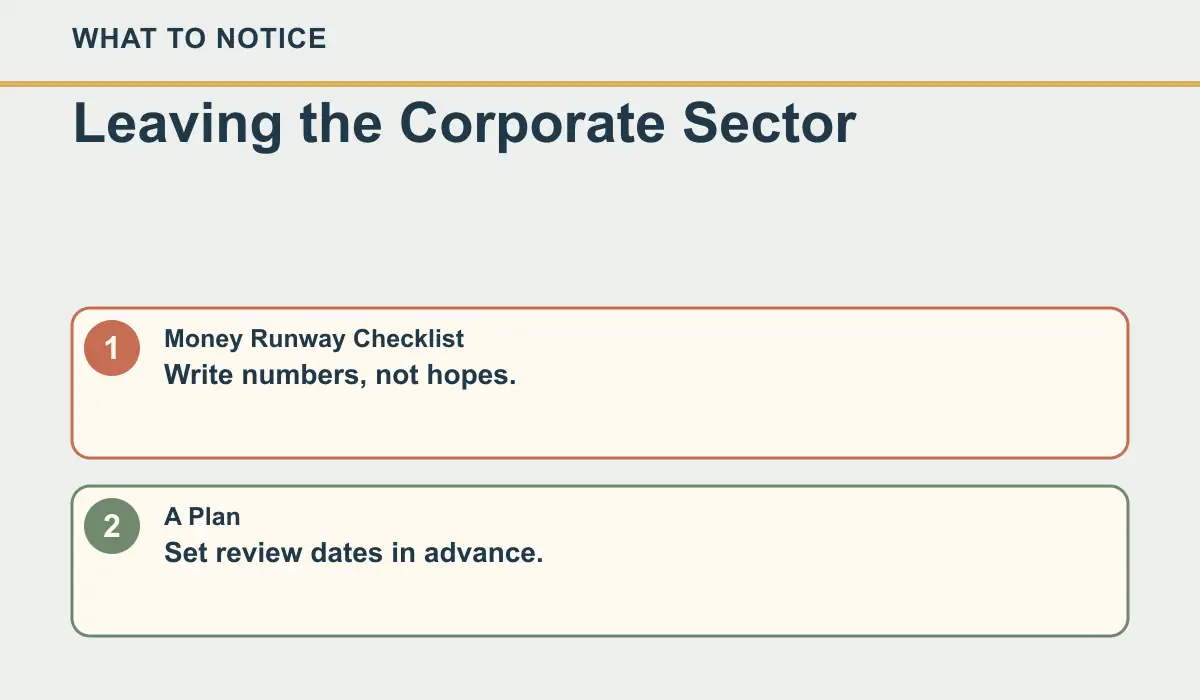 WHAT TO NOTICE
Leaving the Corporate Sector
1
Money Runway Checklist
Write numbers, not hopes.
2
A Plan
Set review dates in advance.